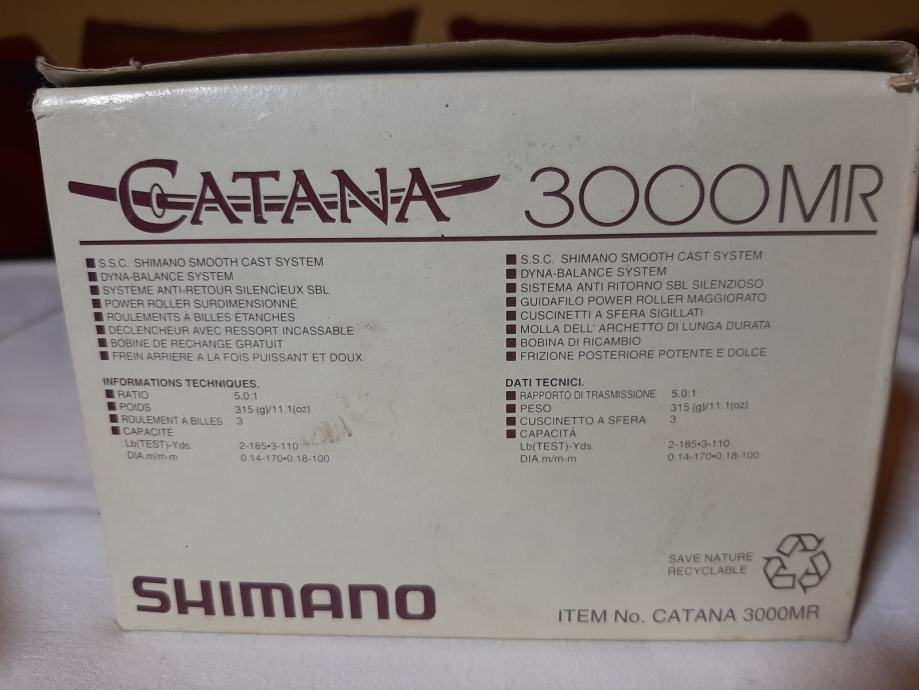 CATANA 3000MR
S.S.C. SHIMANO SMOOTH CAST SYSTEM
DYNA-BALANCE SYSTEM
SYSTÈME ANTI-RETOUR SILENCIEUX SBL
POWER ROLLER SURDIMENSIONNÉ
ROULEMENTS À BILLES ÉTANCHES
DÉCLENCHEUR AVEC RESSORT INCASSABLE
BOBINE DE RECHANGE GRATUIT
FREIN ARRIERE A LA FOIS PUISSANT ET DOUX
INFORMATIONS TECHNIQUES.
RATIO 5.0:1
POIDS 315 (g)/11.1(oz)
ROULEMENT À BILLES 3
CAPACITÉ
Lb(TEST)-Yds. 2-185•3-110
DIA.m/m-m 0.14-170•0.18-100
S.S.C. SHIMANO SMOOTH CAST SYSTEM
DYNA-BALANCE SYSTEM
SISTEMA ANTI RITORNO SBL SILENZIOSO
GUIDAFILO POWER ROLLER MAGGIORATO
CUSCINETTI A SFERA SIGILLATI
MOLLA DELL' ARCHETTO DI LUNGA DURATA
BOBINA DI RICAMBIO
FRIZIONE POSTERIORE POTENTE E DOLCE
DATI TECNICI.
RAPPORTO DI TRASMISSIONE 5.0:1
PESO 315 (g)/11.1(oz)
CUSCINETTO A SFERA 3
CAPACITÁ
Lb(TEST)-Yds. 2-185•3-110
DIA.m/m-m 0.14-170•0.18-100
SAVE NATURE
RECYCLABLE
SHIMANO
ITEM No. CATANA 3000MR